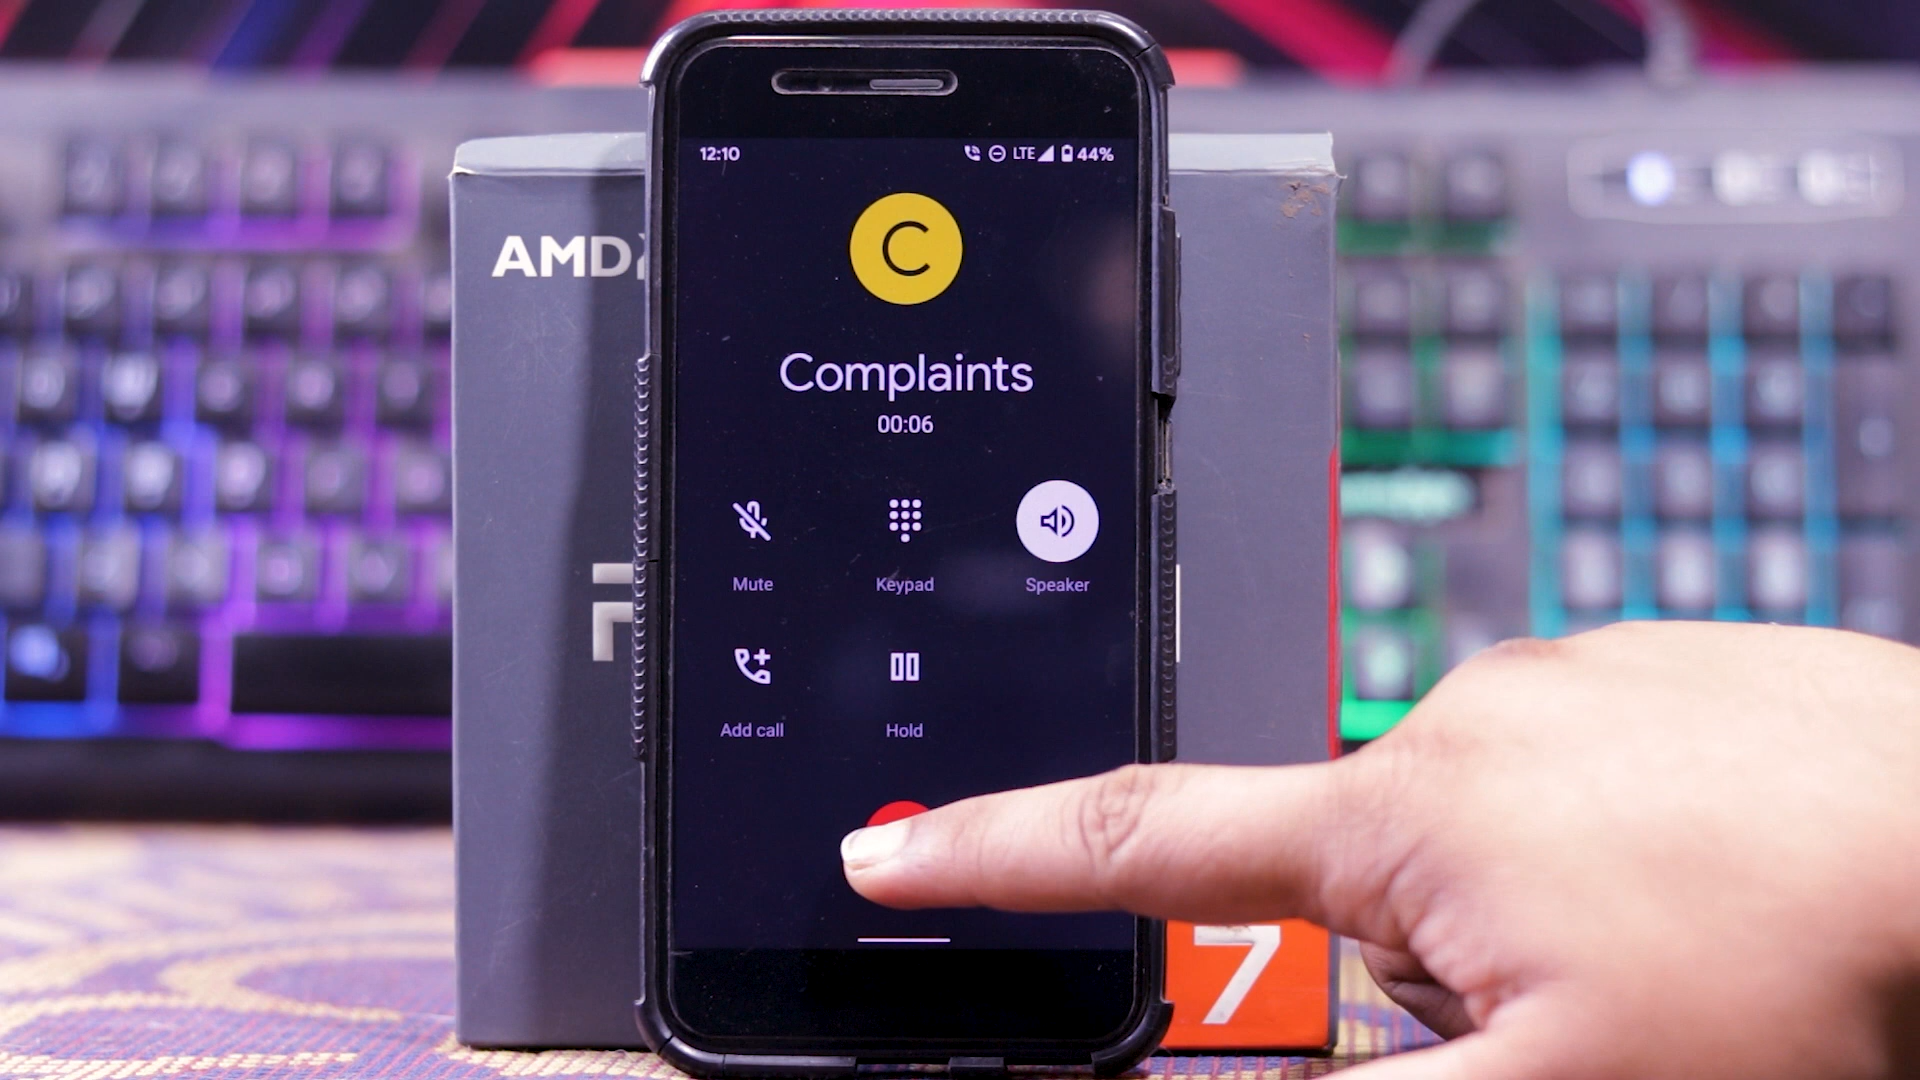 12:10 LTE 44%
C
Complaints
00:06
Mute Keypad Speaker
Add call Hold
AMD
7